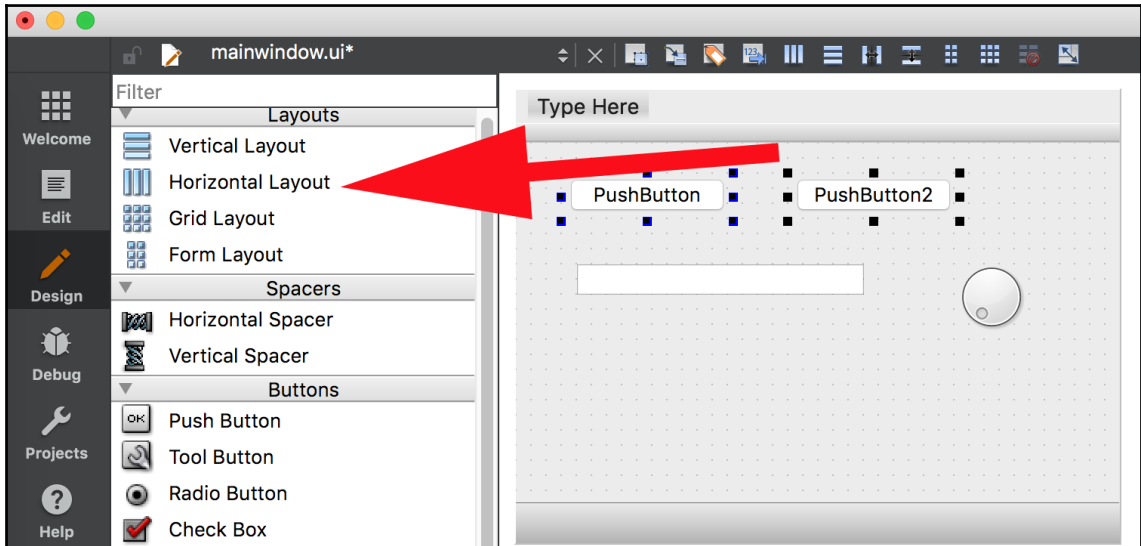 mainwindow.ui*
123
Welcome
Edit
Design
Debug
Projects
Help
Filter
Layouts
Vertical Layout
Horizontal Layout
Grid Layout
Form Layout
Spacers
Horizontal Spacer
Vertical Spacer
Buttons
OK
Push Button
Tool Button
Radio Button
Check Box
Type Here
PushButton
PushButton2